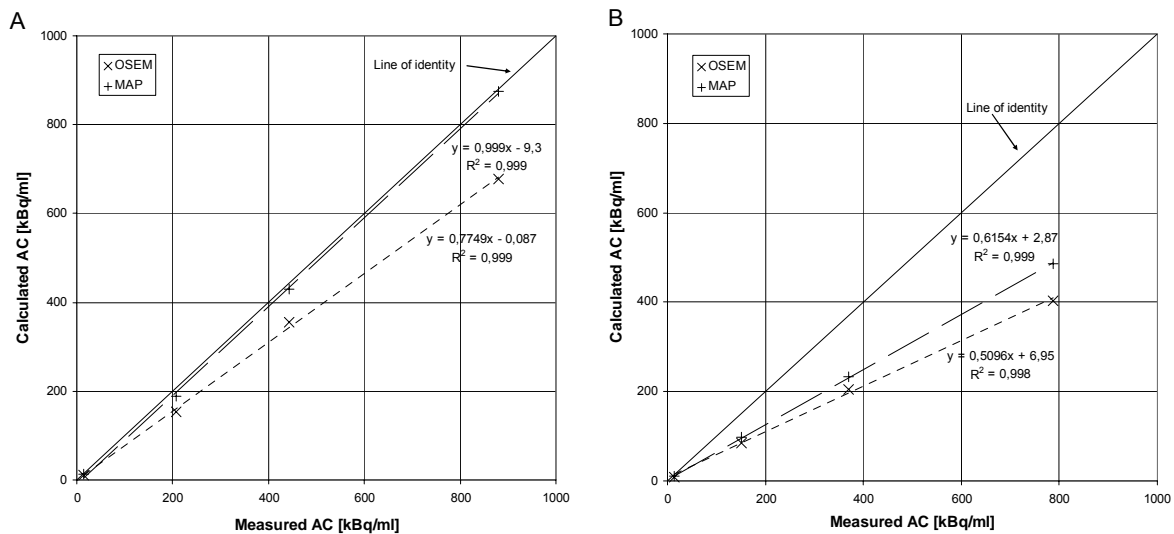 A
1000
800
600
400
200
0
Calculated AC [kBq/ml]
OSEM
MAP
Line of identity
y = 0,999x - 9,3
R² = 0,999
y = 0,7749x - 0,087
R² = 0,999
0 200 400 600 800 1000
Measured AC [kBq/ml]
B
1000
800
600
400
200
0
Calculated AC [kBq/ml]
OSEM
MAP
Line of identity
y = 0,6154x + 2,87
R² = 0,999
y = 0,5096x + 6,95
R² = 0,998
0 200 400 600 800 1000
Measured AC [kBq/ml]